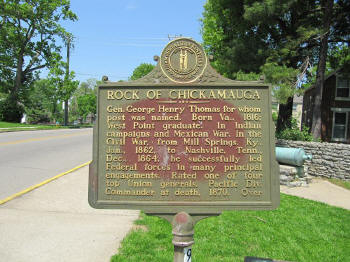 ROCK OF CHICKAMAUGA
Gen. George Henry Thomas for whom
post was named. Born Va., 1816;
West Point graduate. In Indian
campaigns and Mexican War. In the
Civil War, from Mill Springs, Ky.,
Jan., 1862, to Nashville, Tenn.,
Dec., 1864, he successfully led
Federal forces in many principal
engagements. Rated one of four
top Union generals. Pacific Div.
Commander at death, 1870. Over
9